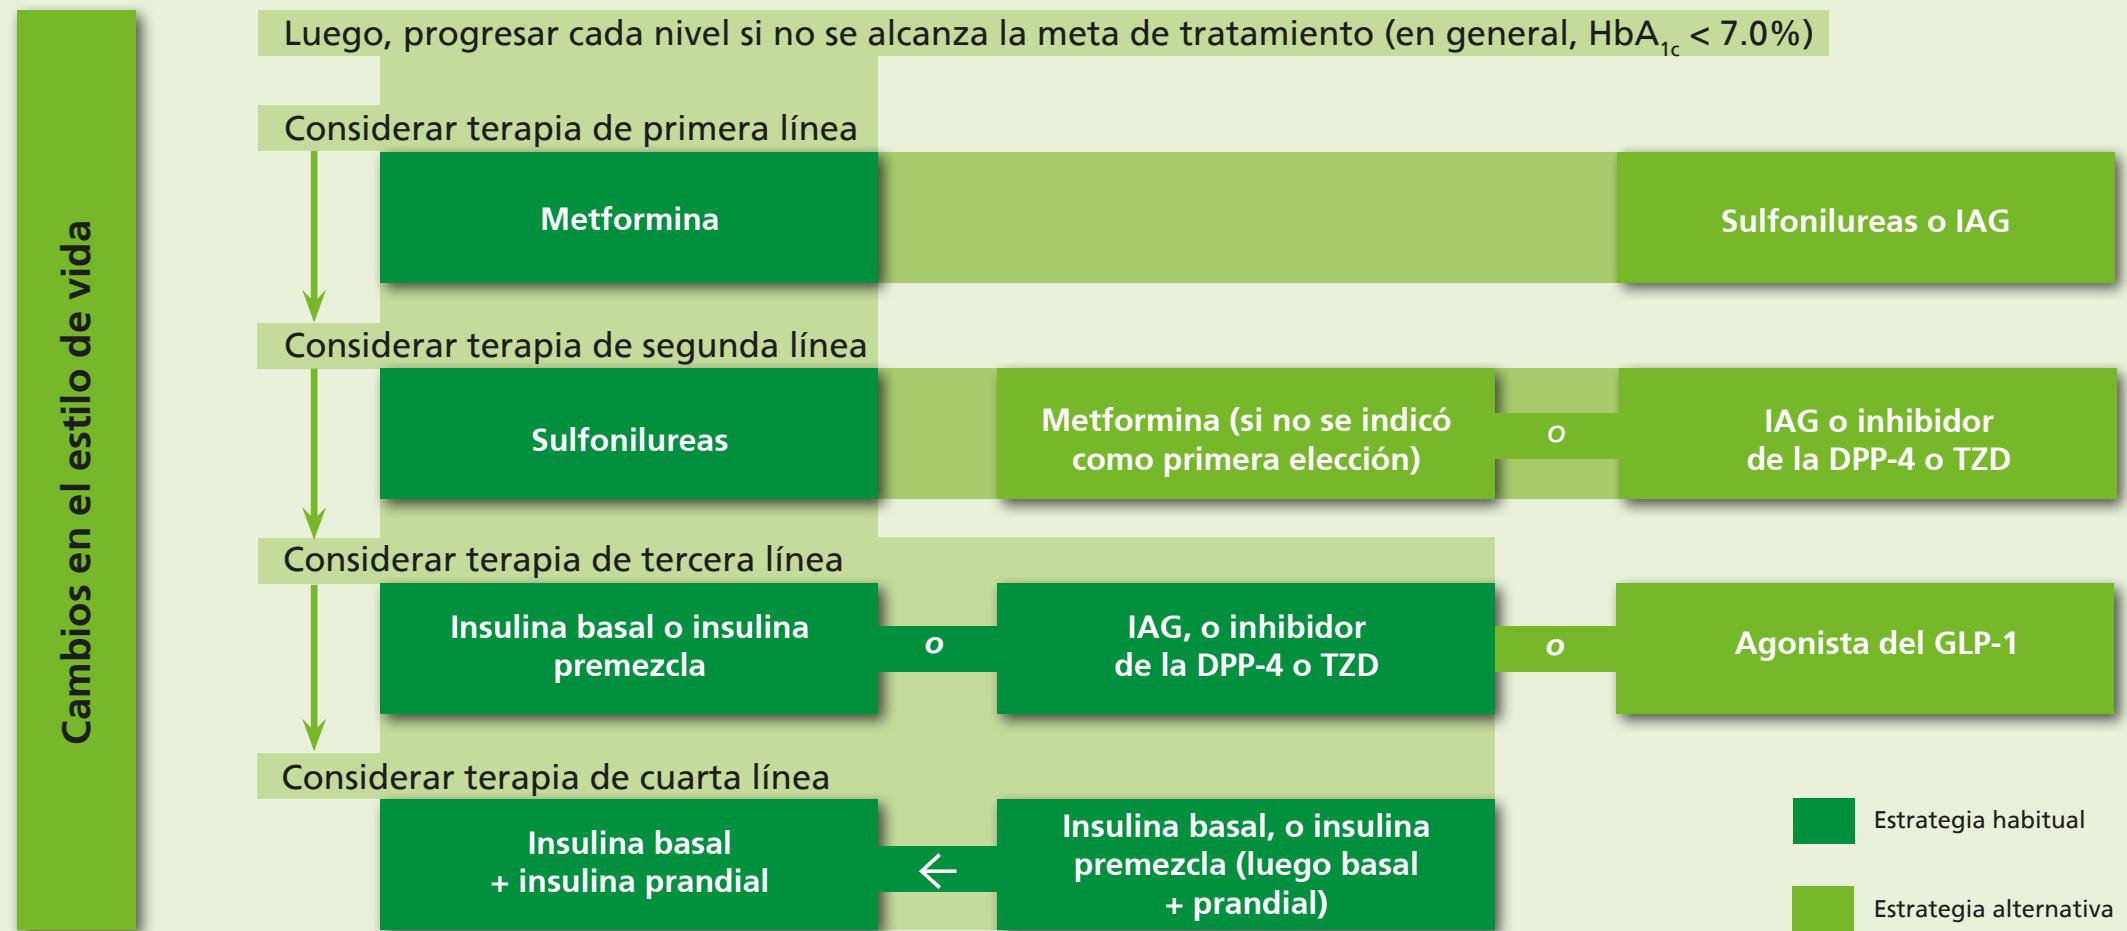 Cambios en el estilo de vida
Luego, progresar cada nivel si no se alcanza la meta de tratamiento (en general, HbA1c < 7.0%)
Considerar terapia de primera línea
Metformina
Sulfonilureas o IAG
Considerar terapia de segunda línea
Sulfonilureas
Metformina (si no se indicó
como primera elección)
o
IAG o inhibidor
de la DPP-4 o TZD
Considerar terapia de tercera línea
Insulina basal o insulina
premezcla
o
IAG, o inhibidor
de la DPP-4 o TZD
o
Agonista del GLP-1
Considerar terapia de cuarta línea
Insulina basal
+ insulina prandial
Insulina basal, o insulina
premezcla (luego basal
+ prandial)
Estrategia habitual
Estrategia alternativa